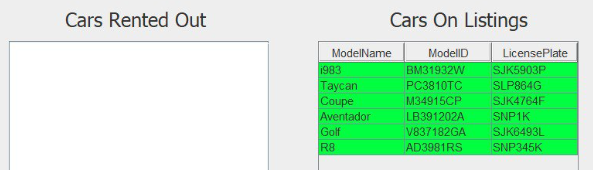 Cars Rented Out
Cars On Listings
ModelName ModelID LicensePlate
i983 BM31932W SJK5903P
Taycan PC3810TC SLP864G
Coupe M34915CP SJK4764F
Aventador LB391202A SNP1K
Golf V837182GA SJK6493L
R8 AD3981RS SNP345K